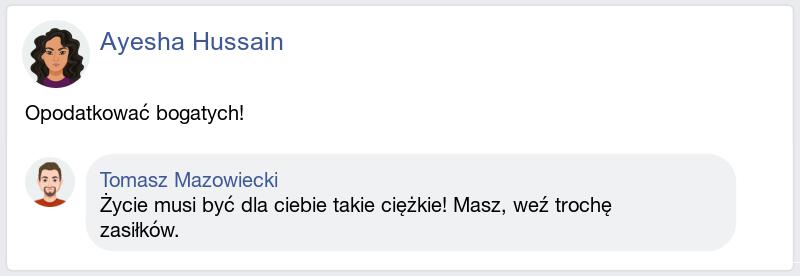 Ayesha Hussain
Opodatkować bogatych!
Tomasz Mazowiecki
Życie musi być dla ciebie takie ciężkie! Masz, weź trochę
zasiłków.